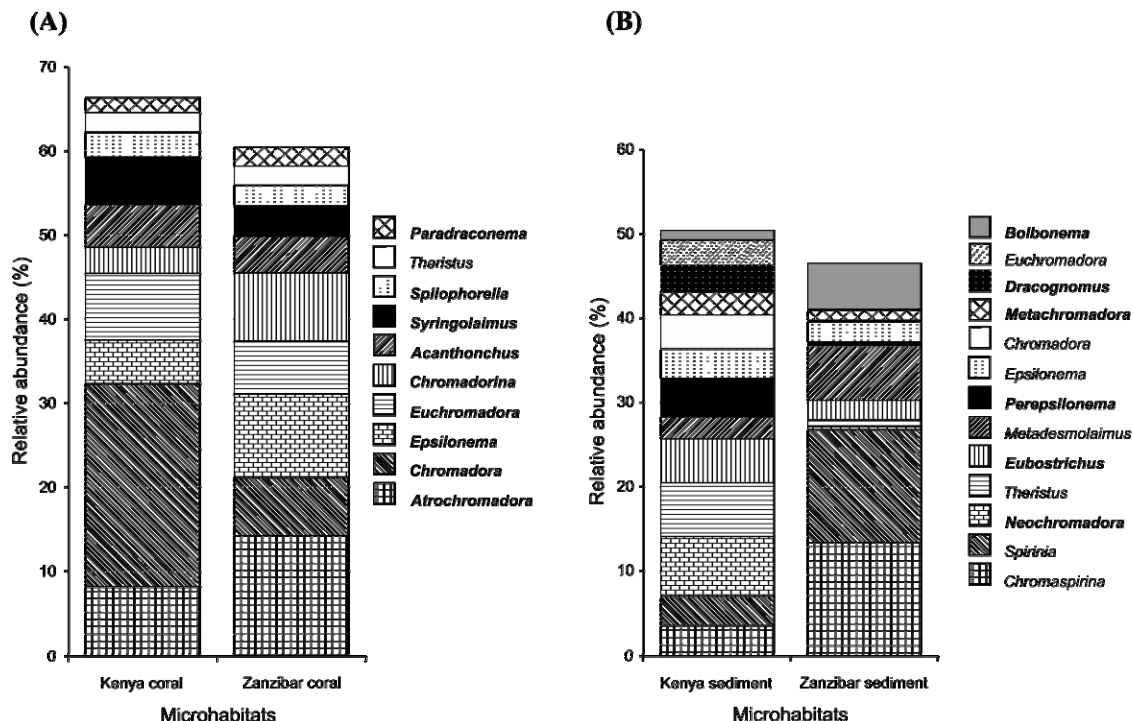 (A)
Relative abundance (%)
70
60
50
40
30
20
10
0
Kenya coral
Zanzibar coral
Microhabitats
Paradraconema
Theristus
Spilophorella
Syringolaimus
Acanthonchus
Chromadorina
Euchromadora
Epsilonema
Chromadora
Atrochromadora
(B)
Relative abundance (%)
60
50
40
30
20
10
0
Kenya sediment
Zanzibar sediment
Microhabitats
Bolbonema
Euchromadora
Dracognomus
Metachromadora
Chromadora
Epsilonema
Perepsilonema
Metadesmolaimus
Eubostrichus
Theristus
Neochromadora
Spirinia
Chromaspirina